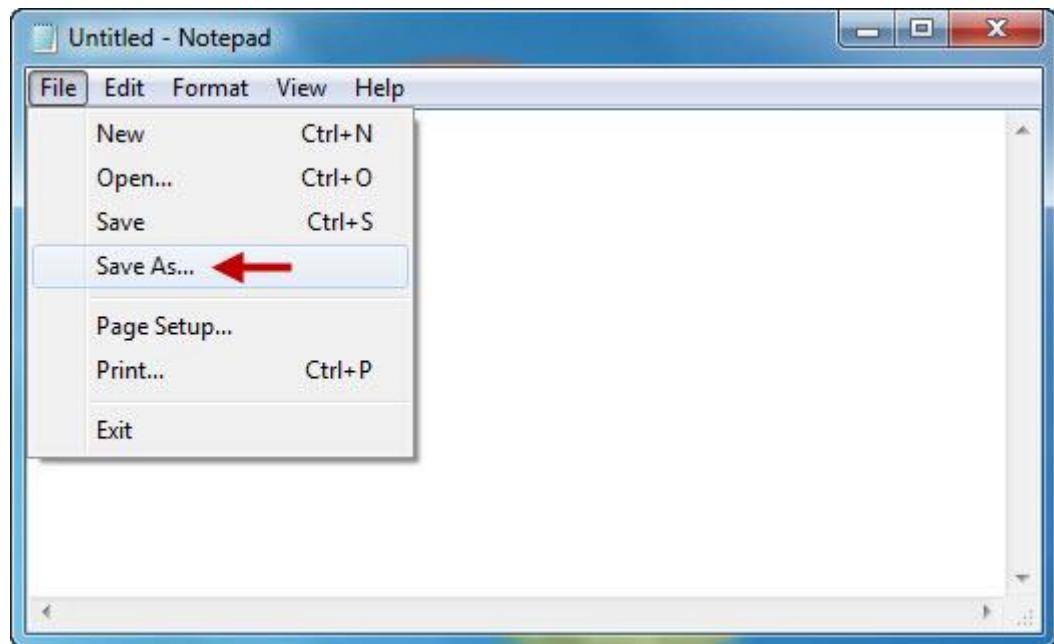 Untitled - Notepad
File Edit Format View Help
New Ctrl+N
Open... Ctrl+O
Save Ctrl+S
Save As...
Page Setup...
Print... Ctrl+P
Exit